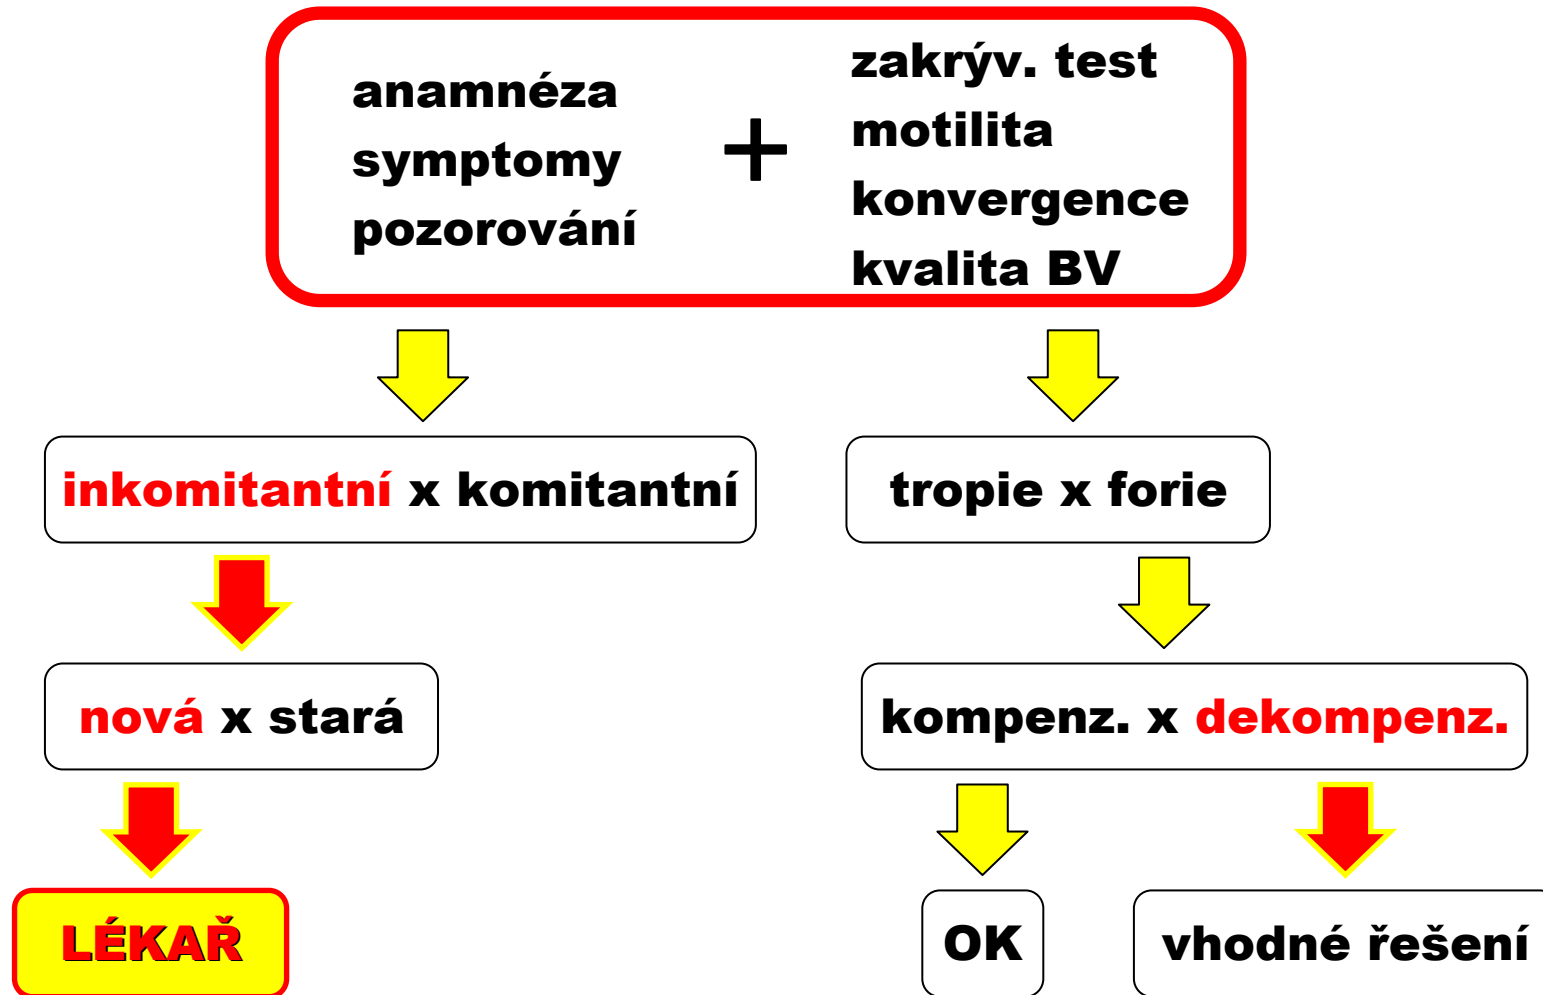 anamnéza
symptomy
pozorování
+
zakrýv. test
motilita
konvergence
kvalita BV
inkomitantní x komitantní
tropie x forie
nová x stará
kompenz. x dekompenz.
LÉKAŘ
OK
vhodné řešení